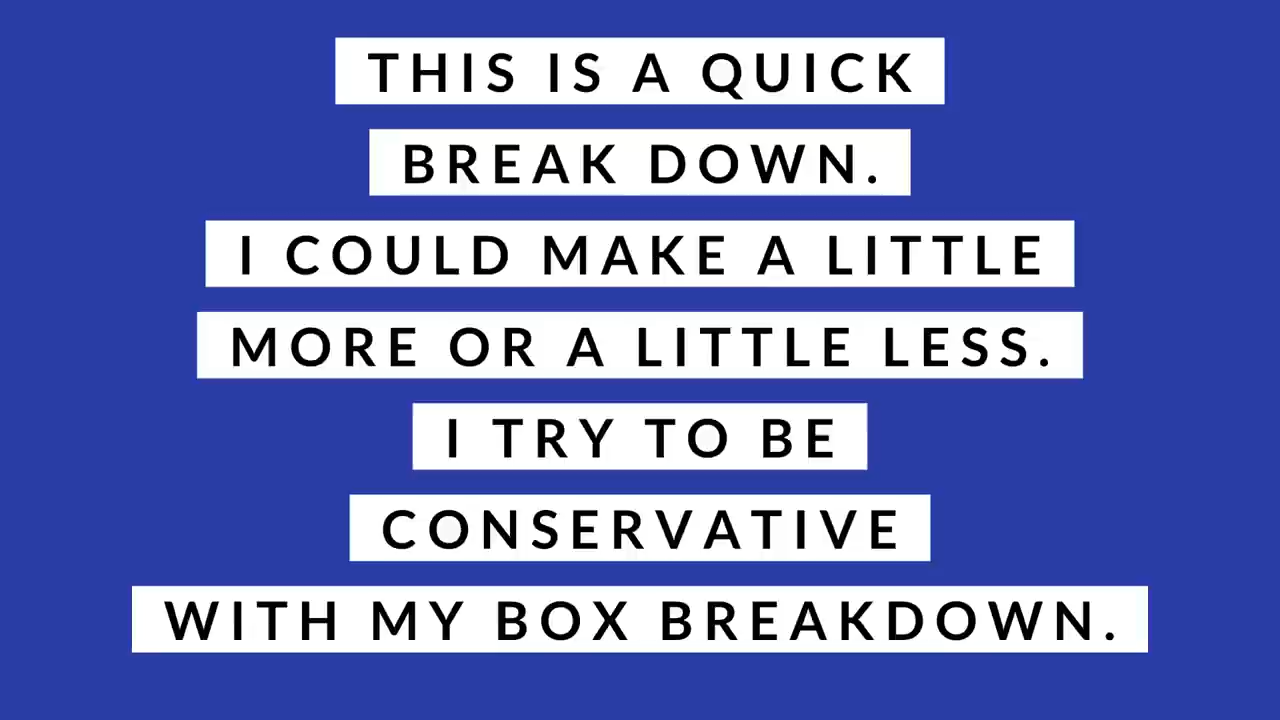 THIS IS A QUICK
BREAK DOWN.
I COULD MAKE A LITTLE
MORE OR A LITTLE LESS.
I TRY TO BE
CONSERVATIVE
WITH MY BOX BREAKDOWN.